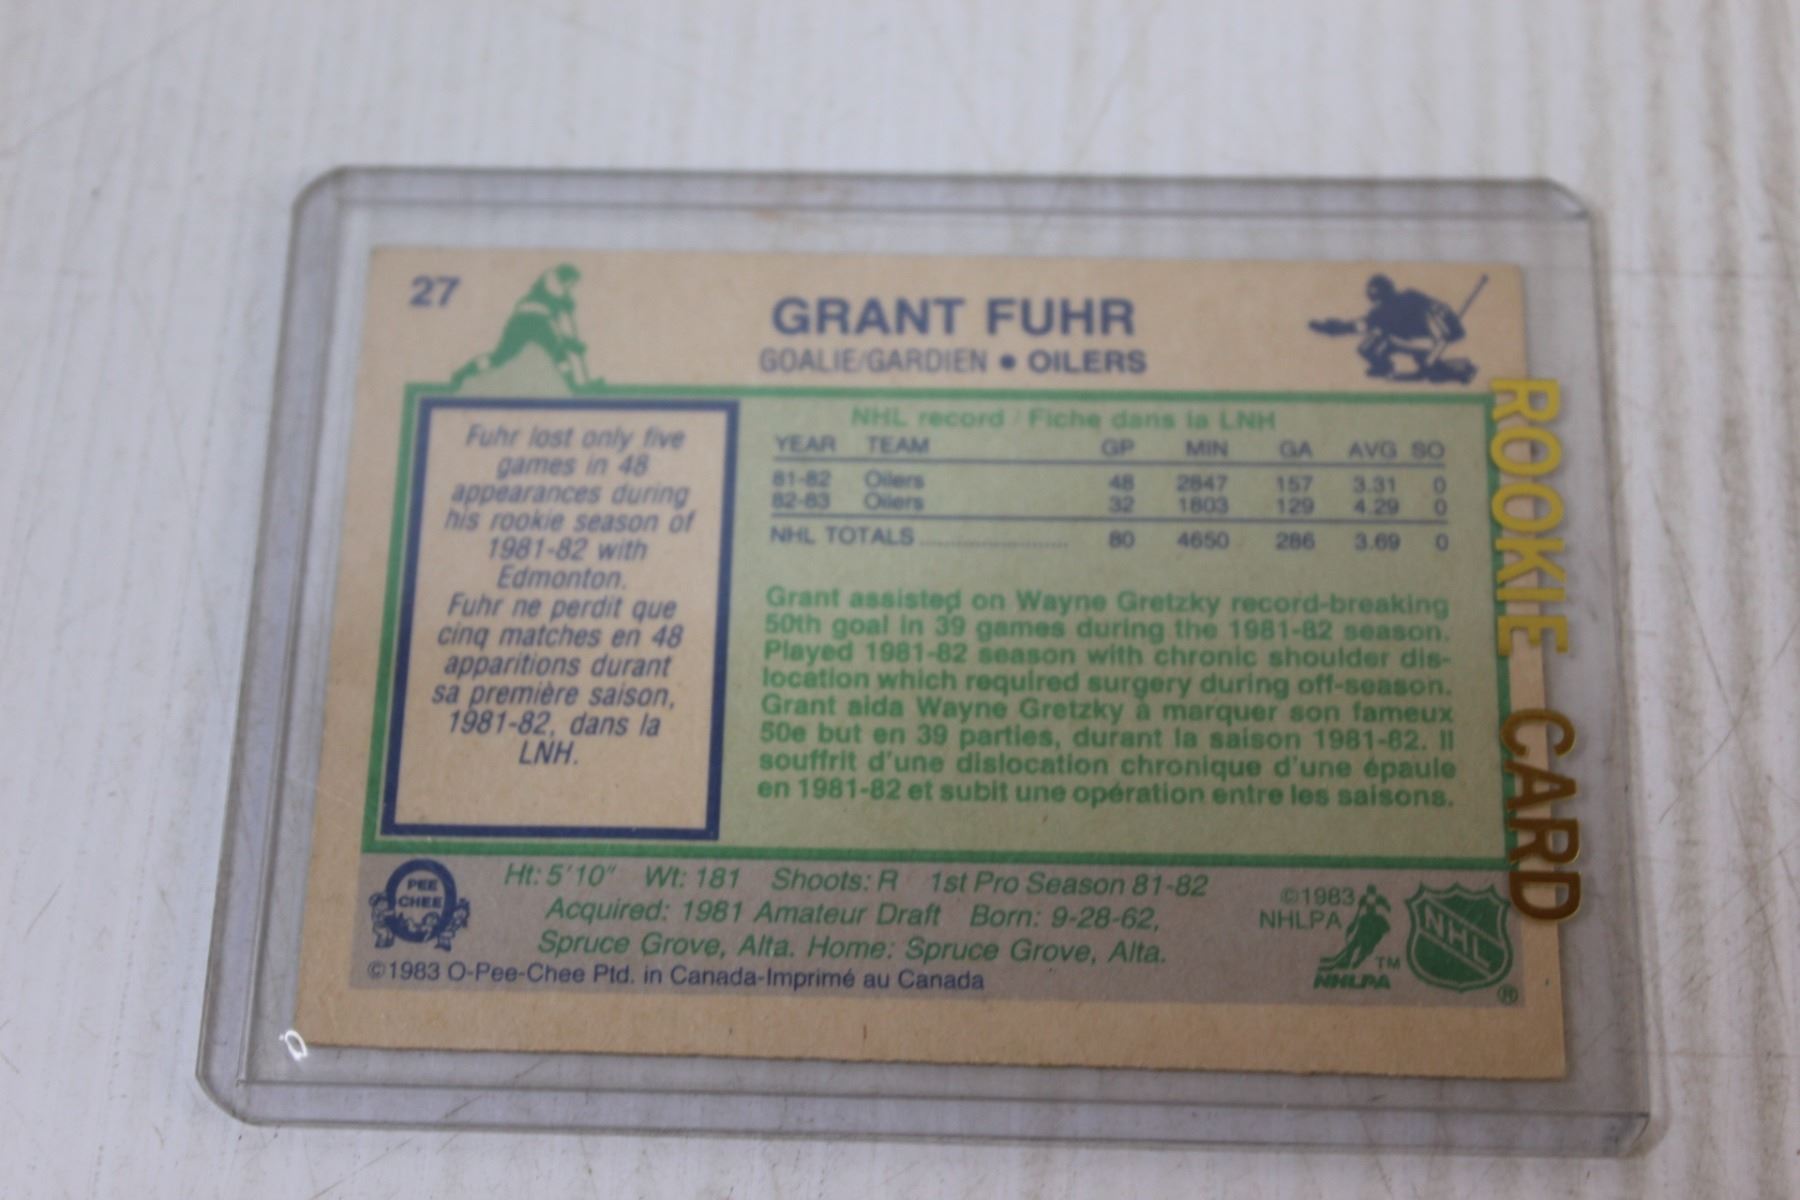 27
GRANT FUHR
GOALIE/GARDIEN • OILERS
Fuhr lost only five
games in 48
appearances during
his rookie season of
1981-82 with
Edmonton.
Fuhr ne perdit que
cinq matches en 48
apparitions durant
sa première saison,
1981-82, dans la
LNH.
NHL record / Fiche dans la LNH
YEAR TEAM GP MIN GA AVG SO
81-82 Oilers 48 2847 157 3.31 0
82-83 Oilers 32 1803 129 4.29 0
NHL TOTALS ........................ 80 4650 286 3.69 0
Grant assisted on Wayne Gretzky record-breaking
50th goal in 39 games during the 1981-82 season.
Played 1981-82 season with chronic shoulder dis-
location which required surgery during off-season.
Grant aida Wayne Gretzky à marquer son fameux
50e but en 39 parties, durant la saison 1981-82. Il
souffrit d'une dislocation chronique d'une épaule
en 1981-82 et subit une opération entre les saisons.
PEE
CHEE
Ht: 5'10" Wt: 181 Shoots: R 1st Pro Season 81-82
Acquired: 1981 Amateur Draft Born: 9-28-62,
Spruce Grove, Alta. Home: Spruce Grove, Alta.
©1983 O-Pee-Chee Ptd. in Canada-Imprimé au Canada
©1983
NHLPA
TM
NHLPA
NHL
®
ROOKIE CARD